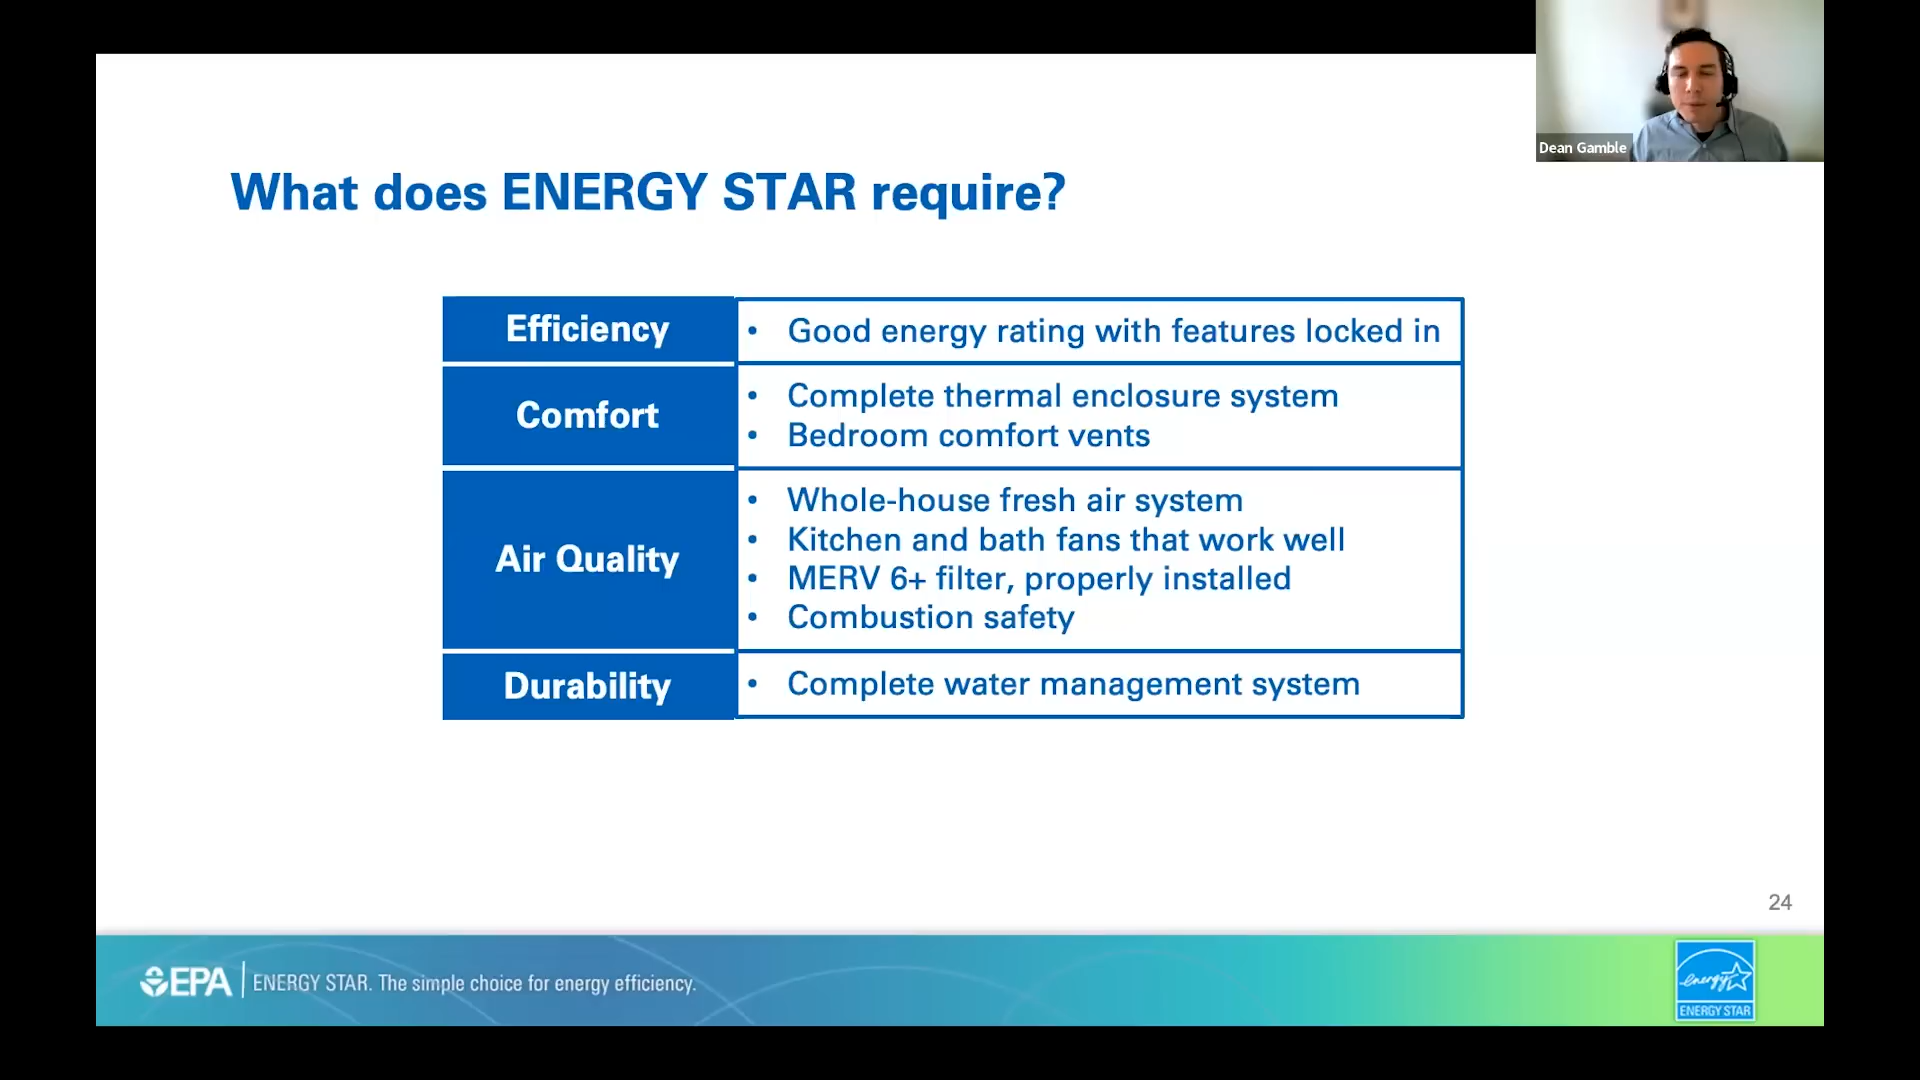 Dean Gamble
What does ENERGY STAR require?
Efficiency
• Good energy rating with features locked in
Comfort
• Complete thermal enclosure system
• Bedroom comfort vents
Air Quality
• Whole-house fresh air system
• Kitchen and bath fans that work well
• MERV 6+ filter, properly installed
• Combustion safety
Durability
• Complete water management system
24
EPA | ENERGY STAR. The simple choice for energy efficiency.
energy
ENERGY STAR